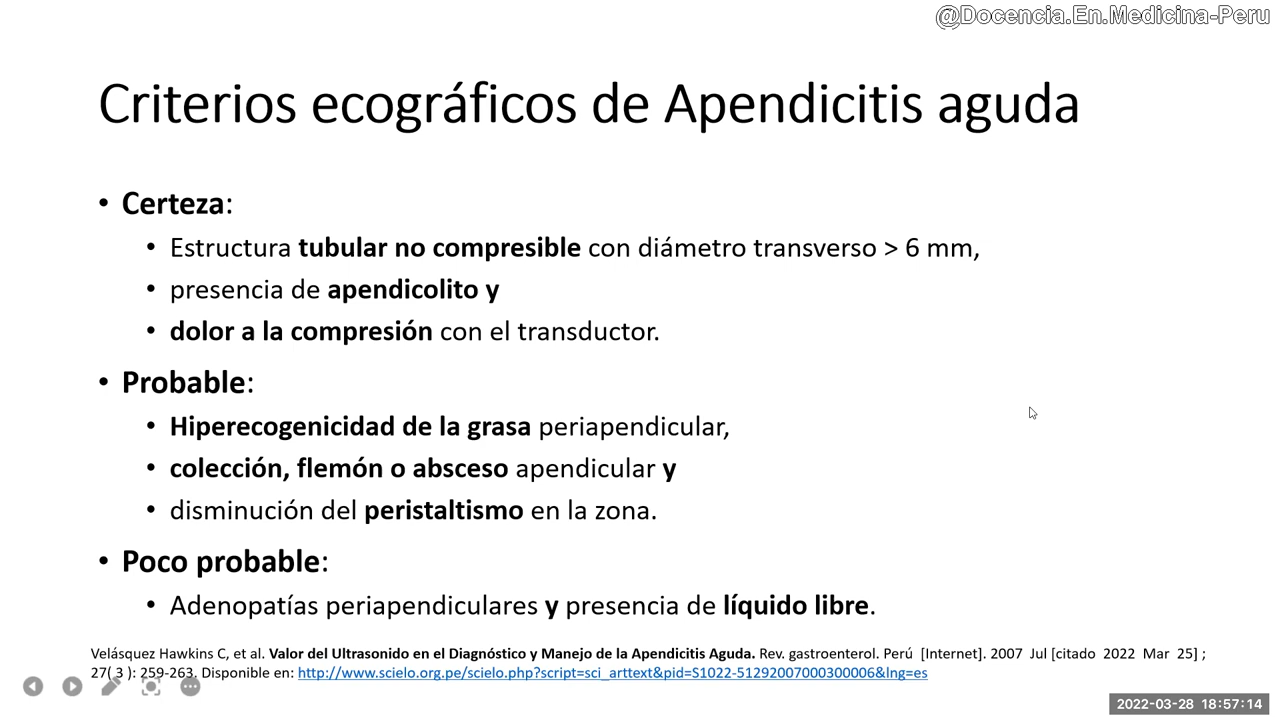 @Docencia.En.Medicina-Peru
Criterios ecográficos de Apendicitis aguda
• Certeza:
• Estructura tubular no compresible con diámetro transverso > 6 mm,
• presencia de apendicolito y
• dolor a la compresión con el transductor.
• Probable:
• Hiperecogenicidad de la grasa periapendicular,
• colección, flemón o absceso apendicular y
• disminución del peristaltismo en la zona.
• Poco probable:
• Adenopatías periapendiculares y presencia de líquido libre.
Velásquez Hawkins C, et al. Valor del Ultrasonido en el Diagnóstico y Manejo de la Apendicitis Aguda. Rev. gastroenterol. Perú [Internet]. 2007 Jul [citado 2022 Mar 25] ;
27( 3 ): 259-263. Disponible en: http://www.scielo.org.pe/scielo.php?script=sci_arttext&pid=S1022-51292007000300006&lng=es
2022-03-28 18:57:14